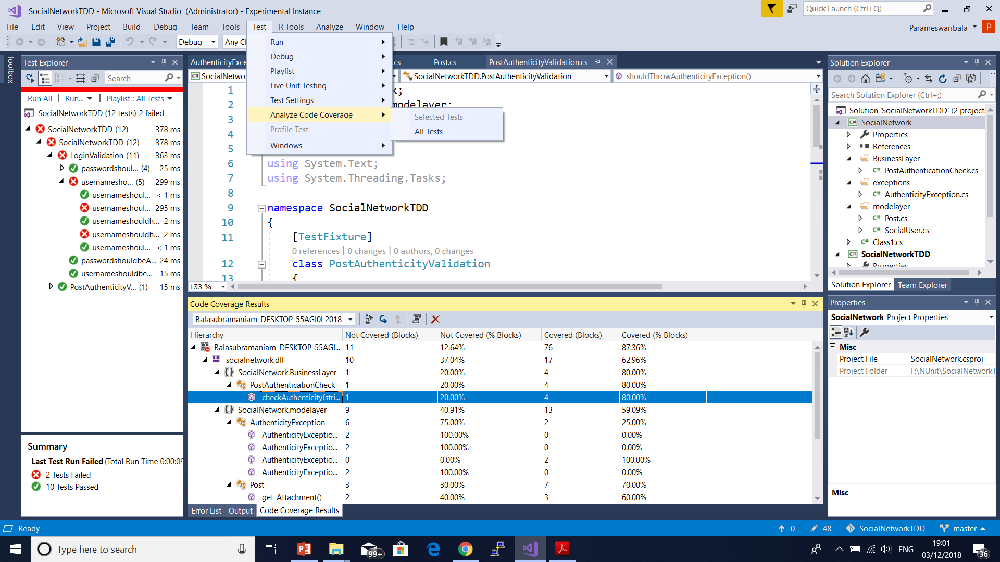 SocialNetworkTDD - Microsoft Visual Studio (Administrator) - Experimental Instance
Quick Launch (Ctrl+Q)
File Edit View Project Build Debug Team Tools Test R Tools Analyze Window Help
Parameswaribala P
Debug
Run
Debug
Playlist
Live Unit Testing
Test Settings
Analyze Code Coverage
Profile Test
Windows
Selected Tests
All Tests
Toolbox
Test Explorer
Search
Run All | Run... | Playlist : All Tests
SocialNetworkTDD (12 tests) 2 failed
SocialNetworkTDD (12) 378 ms
SocialNetworkTDD (12) 378 ms
LoginValidation (11) 363 ms
passwordshoul... (4) 25 ms
usernamesho... (5) 299 ms
usernameshoul... < 1 ms
usernameshoul... 295 ms
usernameshouldh... 2 ms
usernameshouldh... 2 ms
usernameshoul... < 1 ms
passwordshouldbeA... 24 ms
usernameshouldbe... 15 ms
PostAuthenticityV... (1) 15 ms
Summary
Last Test Run Failed (Total Run Time 0:00:09
2 Tests Failed
10 Tests Passed
AuthenticityExce .cs Post.cs PostAuthenticityValidation.cs
SocialNetwor SocialNetworkTDD.PostAuthenticityValidation shouldThrowAuthenticityException()
1 k;
2 modelayer;
3
4
5
6 using System.Text;
7 using System.Threading.Tasks;
8
9 namespace SocialNetworkTDD
10 {
11 [TestFixture]
0 references | 0 changes | 0 authors, 0 changes
12 class PostAuthenticityValidation
13 {
133 %
Code Coverage Results
Balasubramaniam_DESKTOP-55AGI0I 2018-
Hierarchy Not Covered (Blocks) Not Covered (% Blocks) Covered (Blocks) Covered (% Blocks)
Balasubramaniam_DESKTOP-55AGI... 11 12.64% 76 87.36%
socialnetwork.dll 10 37.04% 17 62.96%
SocialNetwork.BusinessLayer 1 20.00% 4 80.00%
PostAuthenticationCheck 1 20.00% 4 80.00%
checkAuthenticity(stri... 1 20.00% 4 80.00%
SocialNetwork.modelayer 9 40.91% 13 59.09%
AuthenticityException 6 75.00% 2 25.00%
AuthenticityExceptio... 2 100.00% 0 0.00%
AuthenticityExceptio... 2 100.00% 0 0.00%
AuthenticityExceptio... 0 0.00% 2 100.00%
AuthenticityExceptio... 2 100.00% 0 0.00%
Post 3 30.00% 7 70.00%
get_Attachment() 2 40.00% 3 60.00%
Error List Output Code Coverage Results
Solution Explorer
Search Solution Explorer (Ctrl+;)
Solution 'SocialNetworkTDD' (2 project
SocialNetwork
Properties
References
BusinessLayer
PostAuthenticationCheck.cs
exceptions
AuthenticityException.cs
modelayer
Post.cs
SocialUser.cs
Class1.cs
SocialNetworkTDD
Properties
Solution Explorer Team Explorer
Properties
SocialNetwork Project Properties
Misc
Project File SocialNetwork.csproj
Project Folder F:\NUnit\SocialNetworkT
Misc
Ready
0 48 SocialNetworkTDD master
Type here to search
99+
ENG
19:01
03/12/2018
36